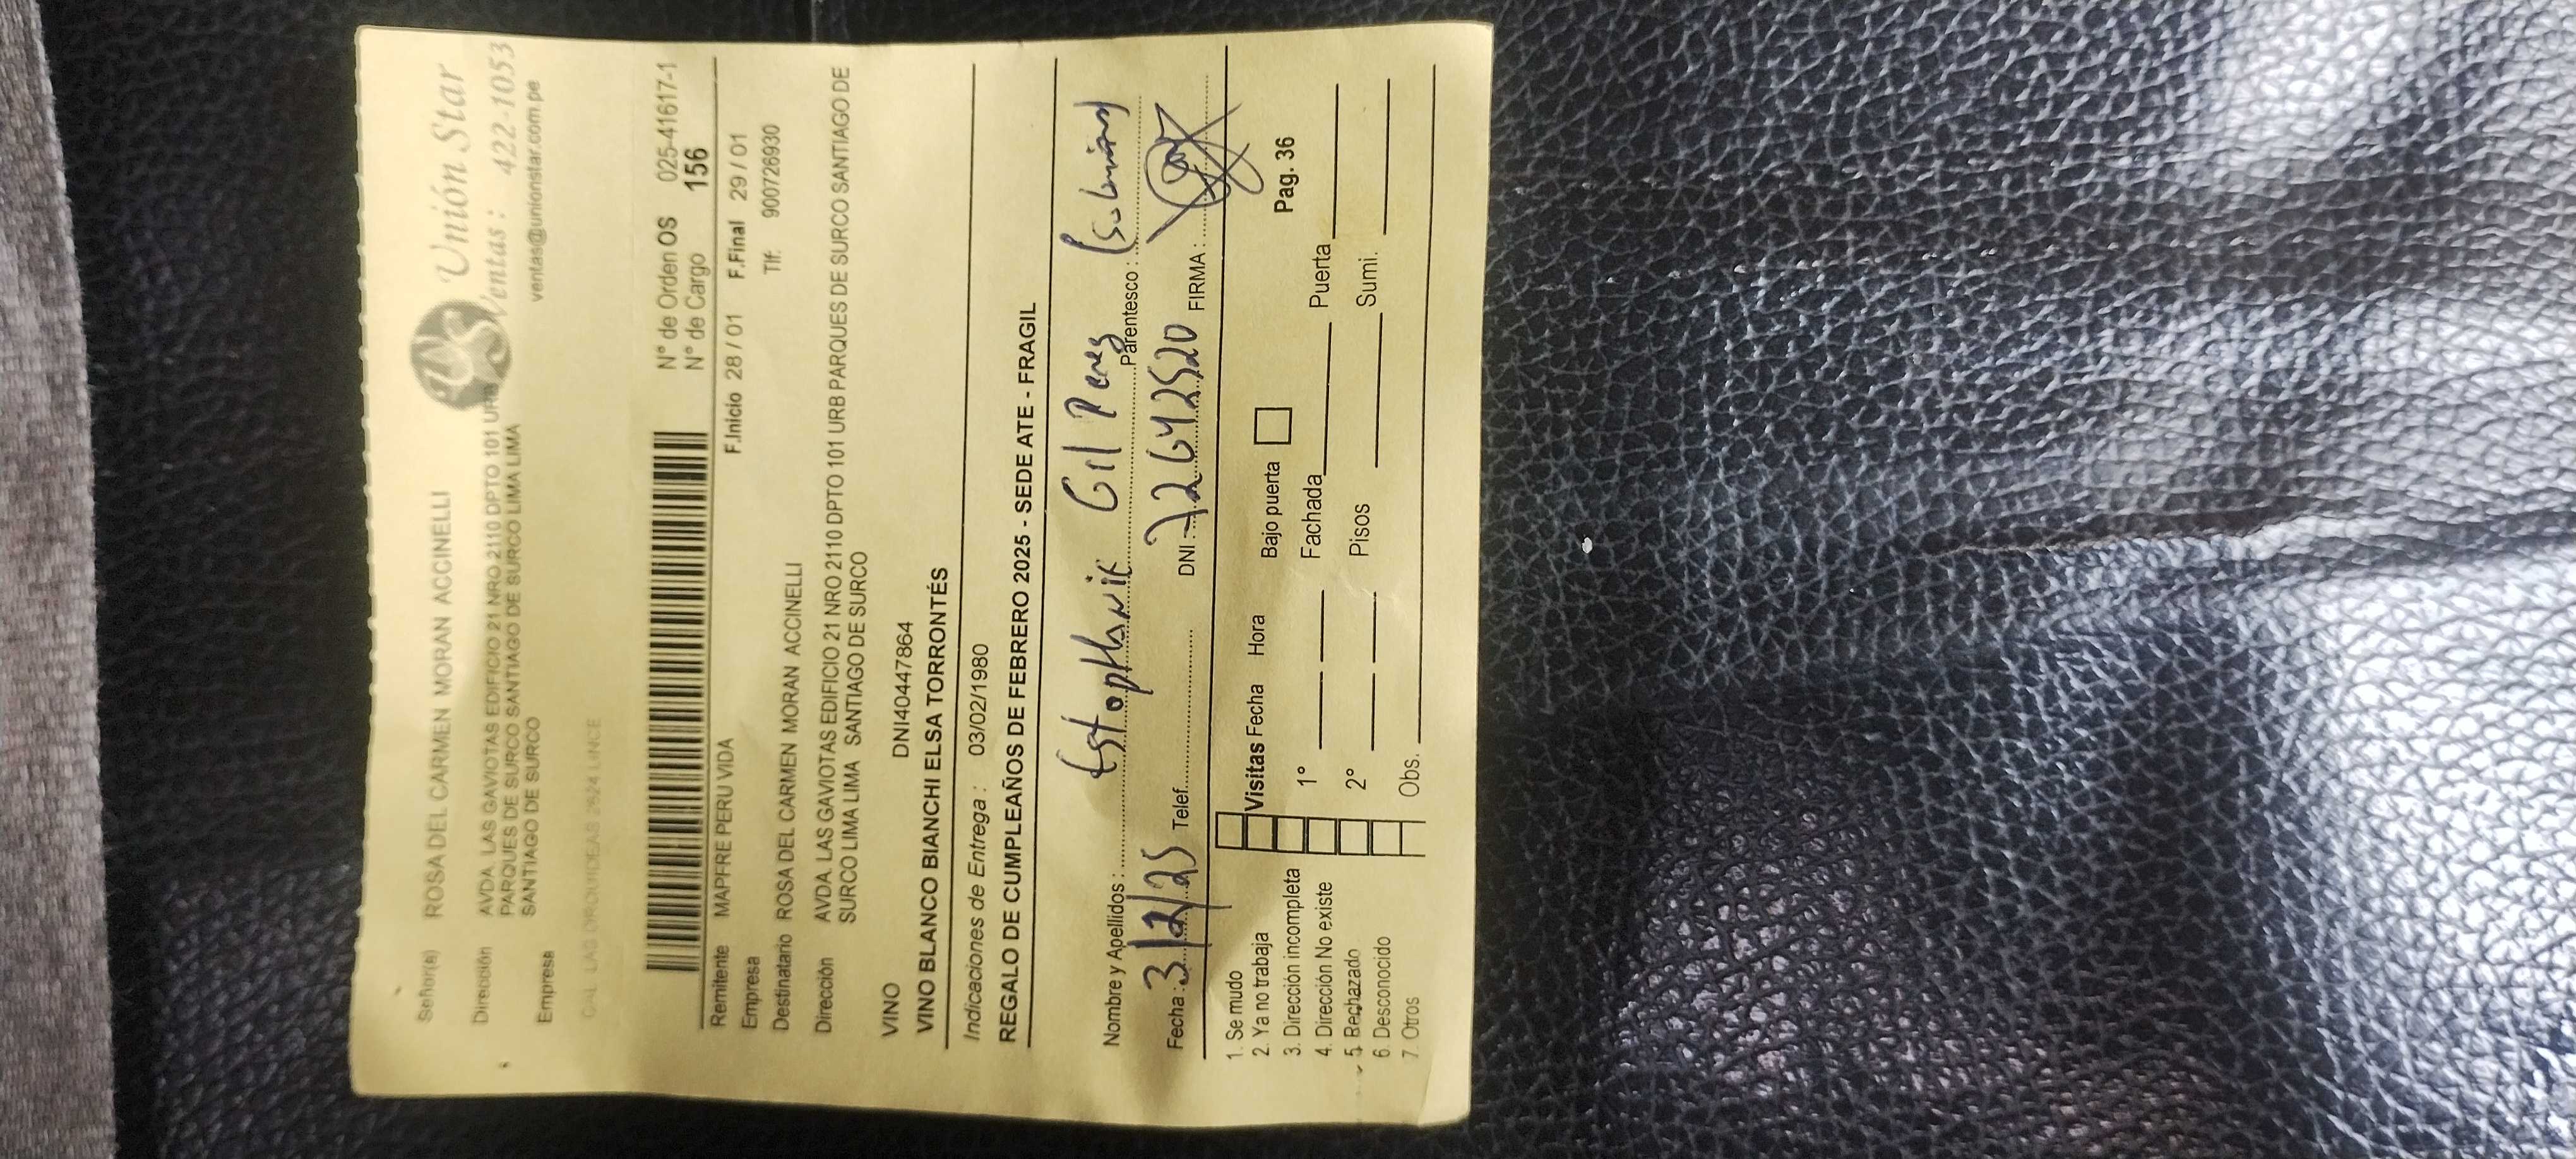 Unión Star
Ventas : 422-1053
ventas@unionstar.com.pe
Señor(a) ROSA DEL CARMEN MORAN ACCINELLI
Dirección AVDA. LAS GAVIOTAS EDIFICIO 21 NRO 2110 DPTO 101 URB
PARQUES DE SURCO SANTIAGO DE SURCO LIMA LIMA
SANTIAGO DE SURCO
Empresa
CAL. LAS ORQUIDEAS 2624 LINCE
N° de Orden OS 025-41617-1
N° de Cargo 156
Remitente MAPFRE PERU VIDA F.Inicio 28 / 01 F.Final 29 / 01
Empresa Tlf: 900726930
Destinatario ROSA DEL CARMEN MORAN ACCINELLI
Dirección AVDA. LAS GAVIOTAS EDIFICIO 21 NRO 2110 DPTO 101 URB PARQUES DE SURCO SANTIAGO DE
SURCO LIMA LIMA SANTIAGO DE SURCO
VINO DNI40447864
VINO BLANCO BIANCHI ELSA TORRONTÉS
Indicaciones de Entrega : 03/02/1980
REGALO DE CUMPLEAÑOS DE FEBRERO 2025 - SEDE ATE - FRAGIL
Nombre y Apellidos : Estephanie Gil Perez Parentesco :
Fecha : 3/2/25 Telef. DNI : 72642520 FIRMA :
1. Se mudo Visitas Fecha Hora Bajo puerta Pag. 36
2. Ya no trabaja
3. Dirección incompleta 1° Fachada Puerta
4. Dirección No existe
5. Rechazado 2° Pisos Sumi.
6. Desconocido
7. Otros Obs.